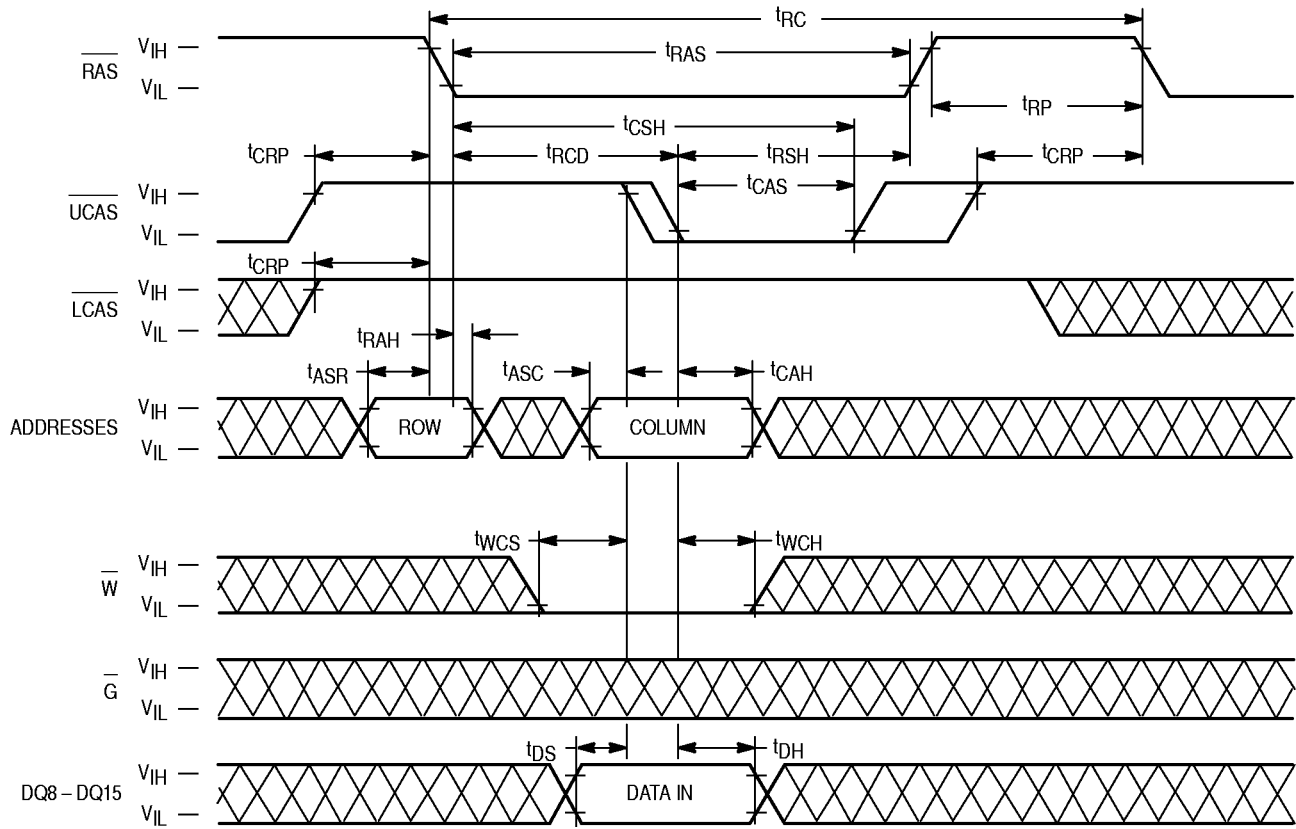 tRC
VIH
RAS
VIL
tRAS
tRP
tCSH
tCRP
tRCD
tRSH
tCRP
VIH
UCAS
VIL
tCAS
tCRP
VIH
LCAS
VIL
tRAH
tASR
tASC
tCAH
VIH
ADDRESSES
VIL
ROW
COLUMN
tWCS
tWCH
VIH
W
VIL
VIH
G
VIL
tDS
tDH
VIH
DQ8 – DQ15
VIL
DATA IN